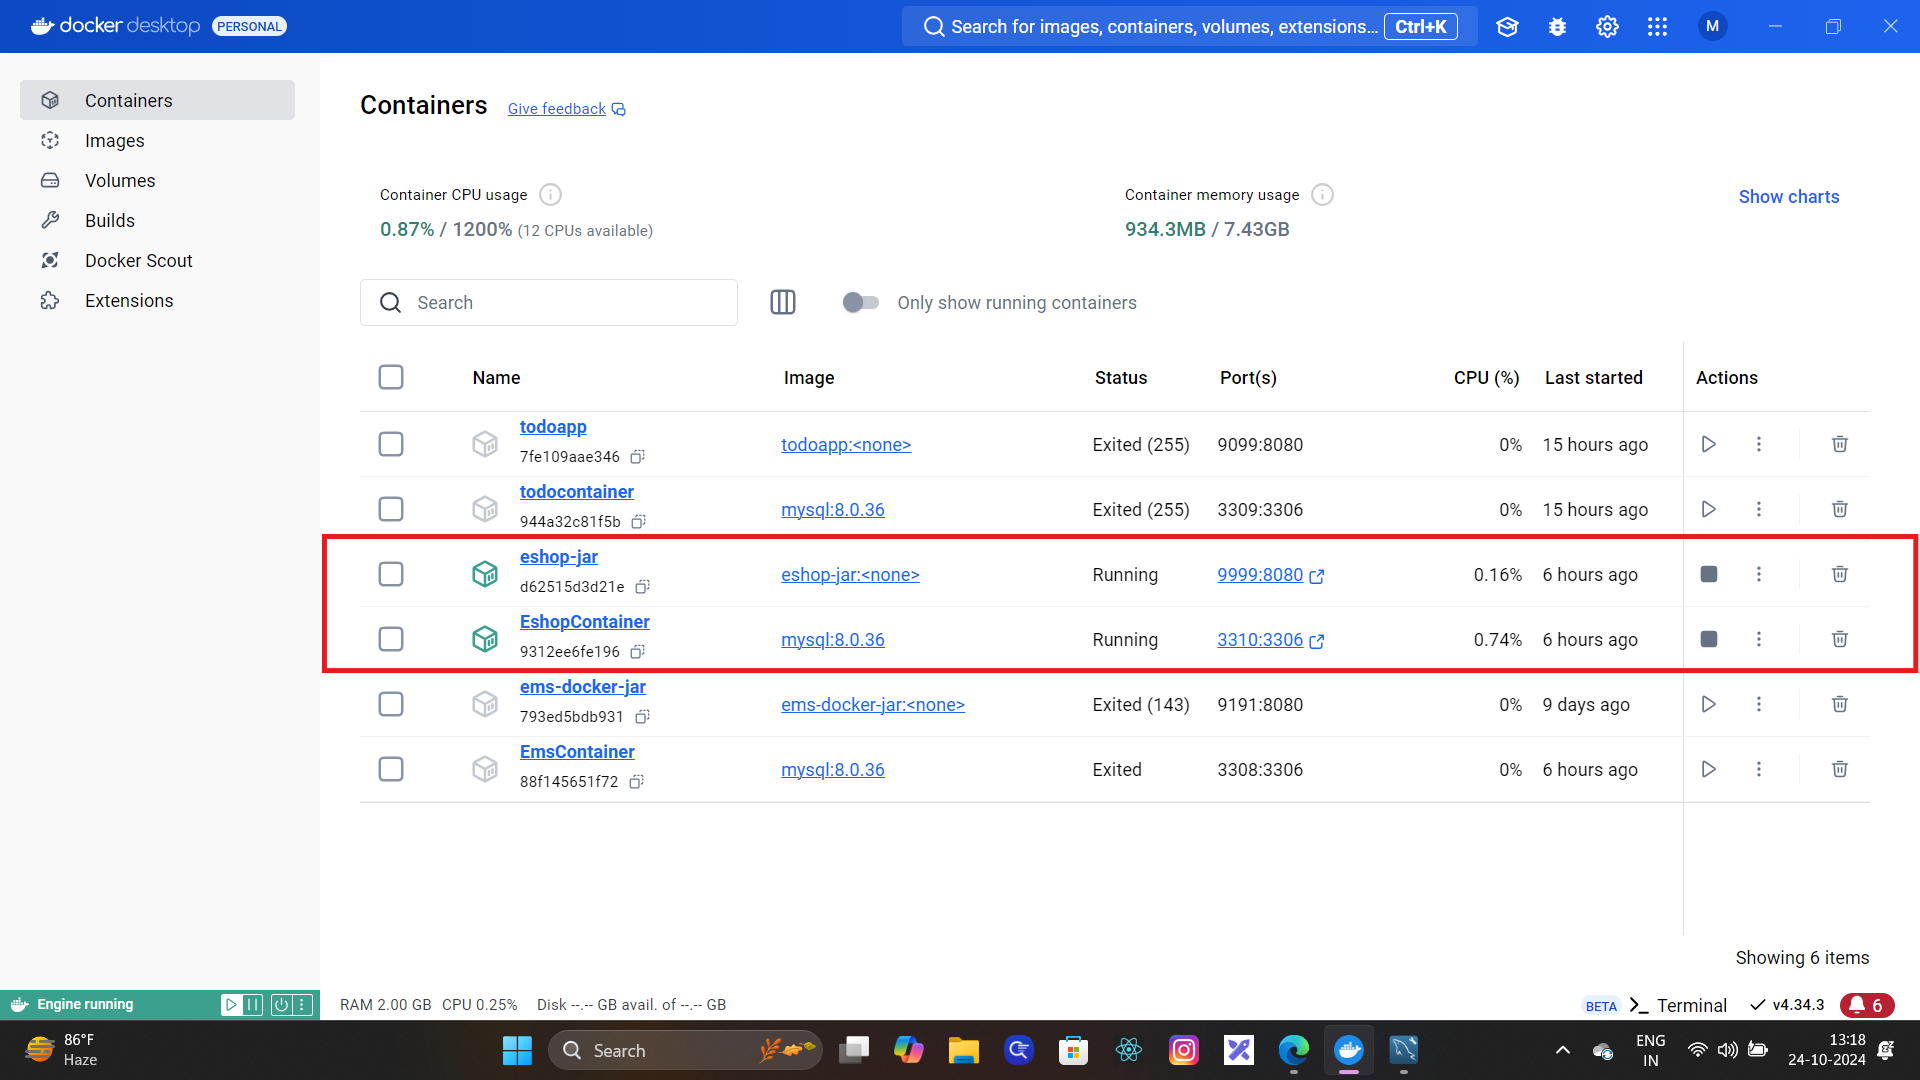 docker desktop PERSONAL
Search for images, containers, volumes, extensions... Ctrl+K
M
Containers
Images
Volumes
Builds
Docker Scout
Extensions
Containers Give feedback
Container CPU usage
0.87% / 1200% (12 CPUs available)
Container memory usage
934.3MB / 7.43GB
Show charts
Search
Only show running containers
Name Image Status Port(s) CPU (%) Last started Actions
todoapp
7fe109aae346
todoapp:<none> Exited (255) 9099:8080 0% 15 hours ago
todocontainer
944a32c81f5b
mysql:8.0.36 Exited (255) 3309:3306 0% 15 hours ago
eshop-jar
d62515d3d21e
eshop-jar:<none> Running 9999:8080 0.16% 6 hours ago
EshopContainer
9312ee6fe196
mysql:8.0.36 Running 3310:3306 0.74% 6 hours ago
ems-docker-jar
793ed5bdb931
ems-docker-jar:<none> Exited (143) 9191:8080 0% 9 days ago
EmsContainer
88f145651f72
mysql:8.0.36 Exited 3308:3306 0% 6 hours ago
Showing 6 items
Engine running
RAM 2.00 GB CPU 0.25% Disk --.-- GB avail. of --.-- GB
BETA Terminal v4.34.3 6
86°F
Haze
Search
ENG
IN
13:18
24-10-2024